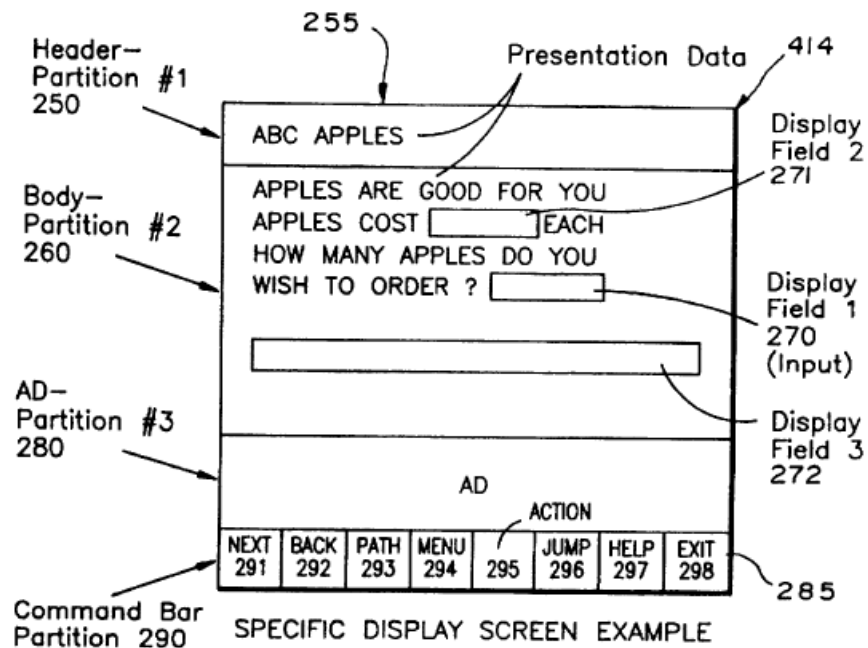 255
Header-
Partition #1
250
Presentation Data
414
ABC APPLES
Display
Field 2
271
Body-
Partition #2
260
APPLES ARE GOOD FOR YOU
APPLES COST EACH
HOW MANY APPLES DO YOU
WISH TO ORDER ?
Display
Field 1
270
(Input)
AD-
Partition #3
280
Display
Field 3
272
AD
ACTION
NEXT BACK PATH MENU JUMP HELP EXIT
291 292 293 294 295 296 297 298
285
Command Bar
Partition 290
SPECIFIC DISPLAY SCREEN EXAMPLE